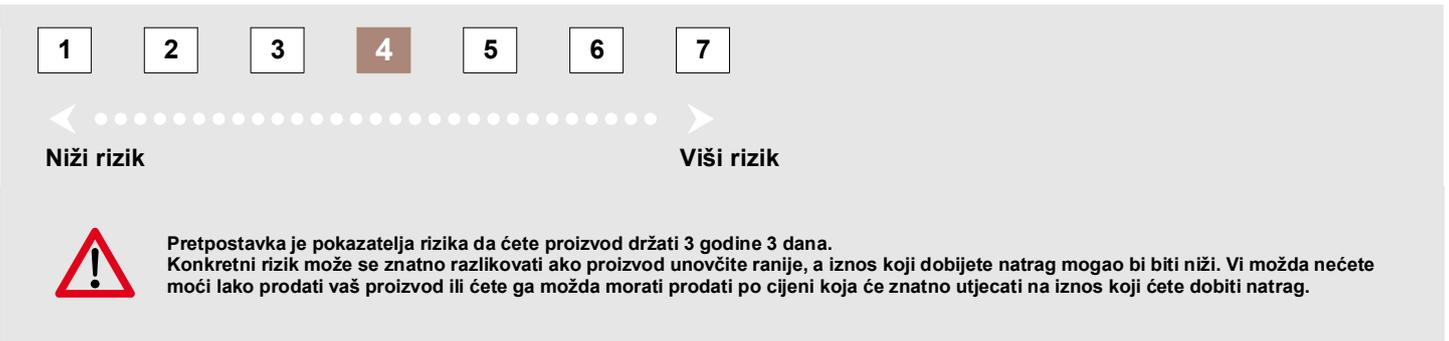 1 2 3 4 5 6 7
Niži rizik Viši rizik
Pretpostavka je pokazatelja rizika da ćete proizvod držati 3 godine 3 dana.
Konkretni rizik može se znatno razlikovati ako proizvod unovčite ranije, a iznos koji dobijete natrag mogao bi biti niži. Vi možda nećete
moći lako prodati vaš proizvod ili ćete ga možda morati prodati po cijeni koja će znatno utjecati na iznos koji ćete dobiti natrag.